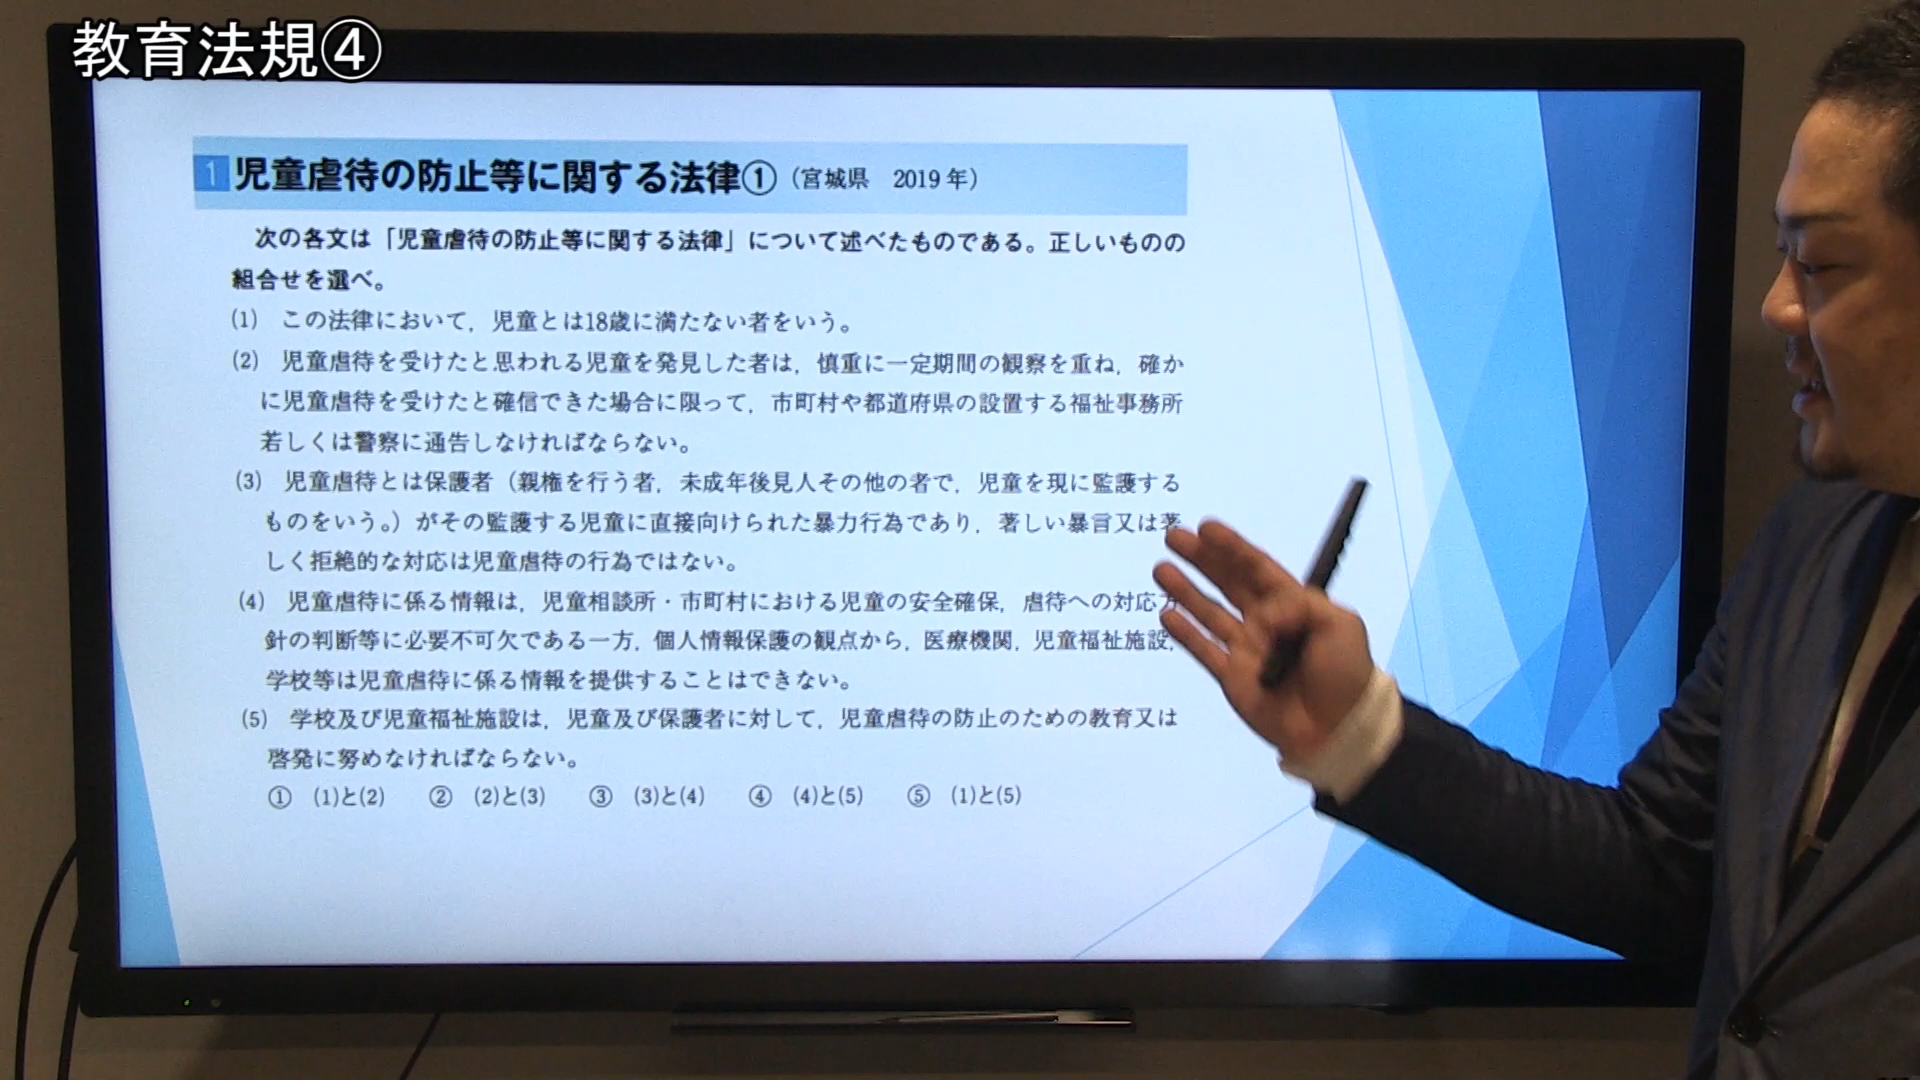 教育法規④
1 児童虐待の防止等に関する法律①(宮城県 2019年)
次の各文は「児童虐待の防止等に関する法律」について述べたものである。正しいものの
組合せを選べ。
(1) この法律において,児童とは18歳に満たない者をいう。
(2) 児童虐待を受けたと思われる児童を発見した者は,慎重に一定期間の観察を重ね,確か
に児童虐待を受けたと確信できた場合に限って,市町村や都道府県の設置する福祉事務所
若しくは警察に通告しなければならない。
(3) 児童虐待とは保護者(親権を行う者,未成年後見人その他の者で,児童を現に監護する
ものをいう。)がその監護する児童に直接向けられた暴力行為であり,著しい暴言又は著
しく拒絶的な対応は児童虐待の行為ではない。
(4) 児童虐待に係る情報は,児童相談所・市町村における児童の安全確保,虐待への対応方
針の判断等に必要不可欠である一方,個人情報保護の観点から,医療機関,児童福祉施設,
学校等は児童虐待に係る情報を提供することはできない。
(5) 学校及び児童福祉施設は,児童及び保護者に対して,児童虐待の防止のための教育又は
啓発に努めなければならない。
① (1)と(2) ② (2)と(3) ③ (3)と(4) ④ (4)と(5) ⑤ (1)と(5)